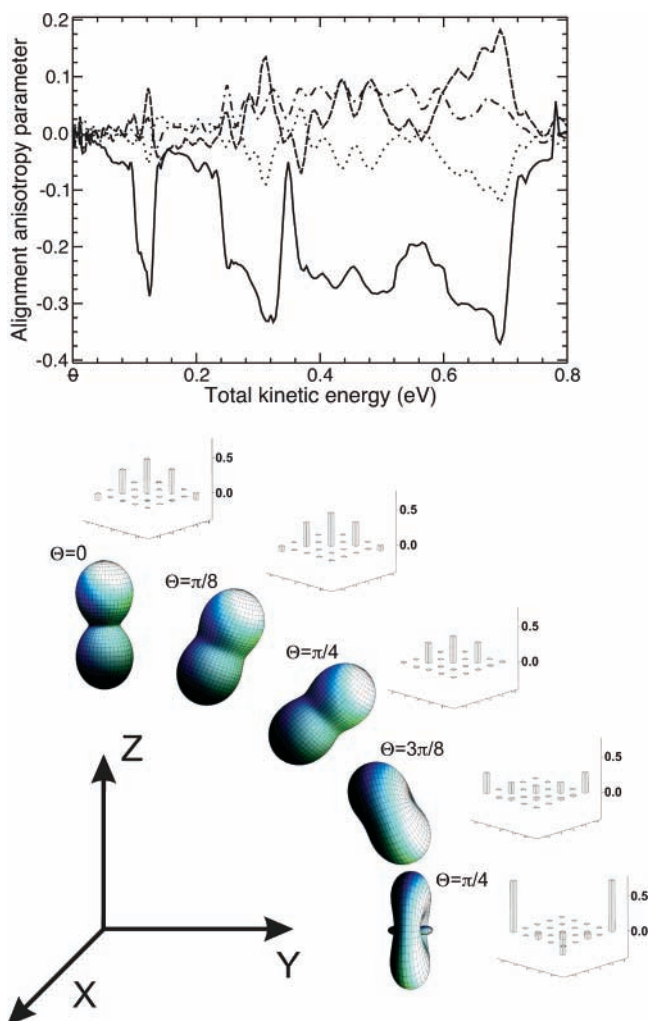 0.2
0.1
0.0
-0.1
-0.2
-0.3
-0.4
Alignment anisotropy parameter
0 0.2 0.4 0.6 0.8
Total kinetic energy (eV)
0.5
0.0
Θ=0
0.5
0.0
Θ=π/8
Θ=π/4
0.5
0.0
Θ=3π/8
0.5
0.0
Z
Θ=π/4
0.5
0.0
Y
X